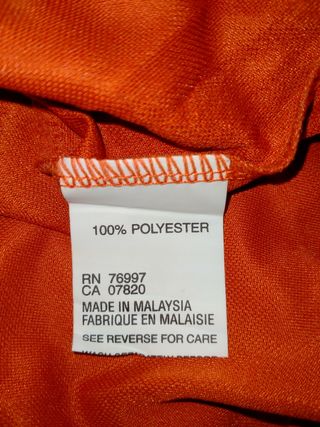 100% POLYESTER
RN 76997
CA 07820
MADE IN MALAYSIA
FABRIQUE EN MALAISIE
SEE REVERSE FOR CARE